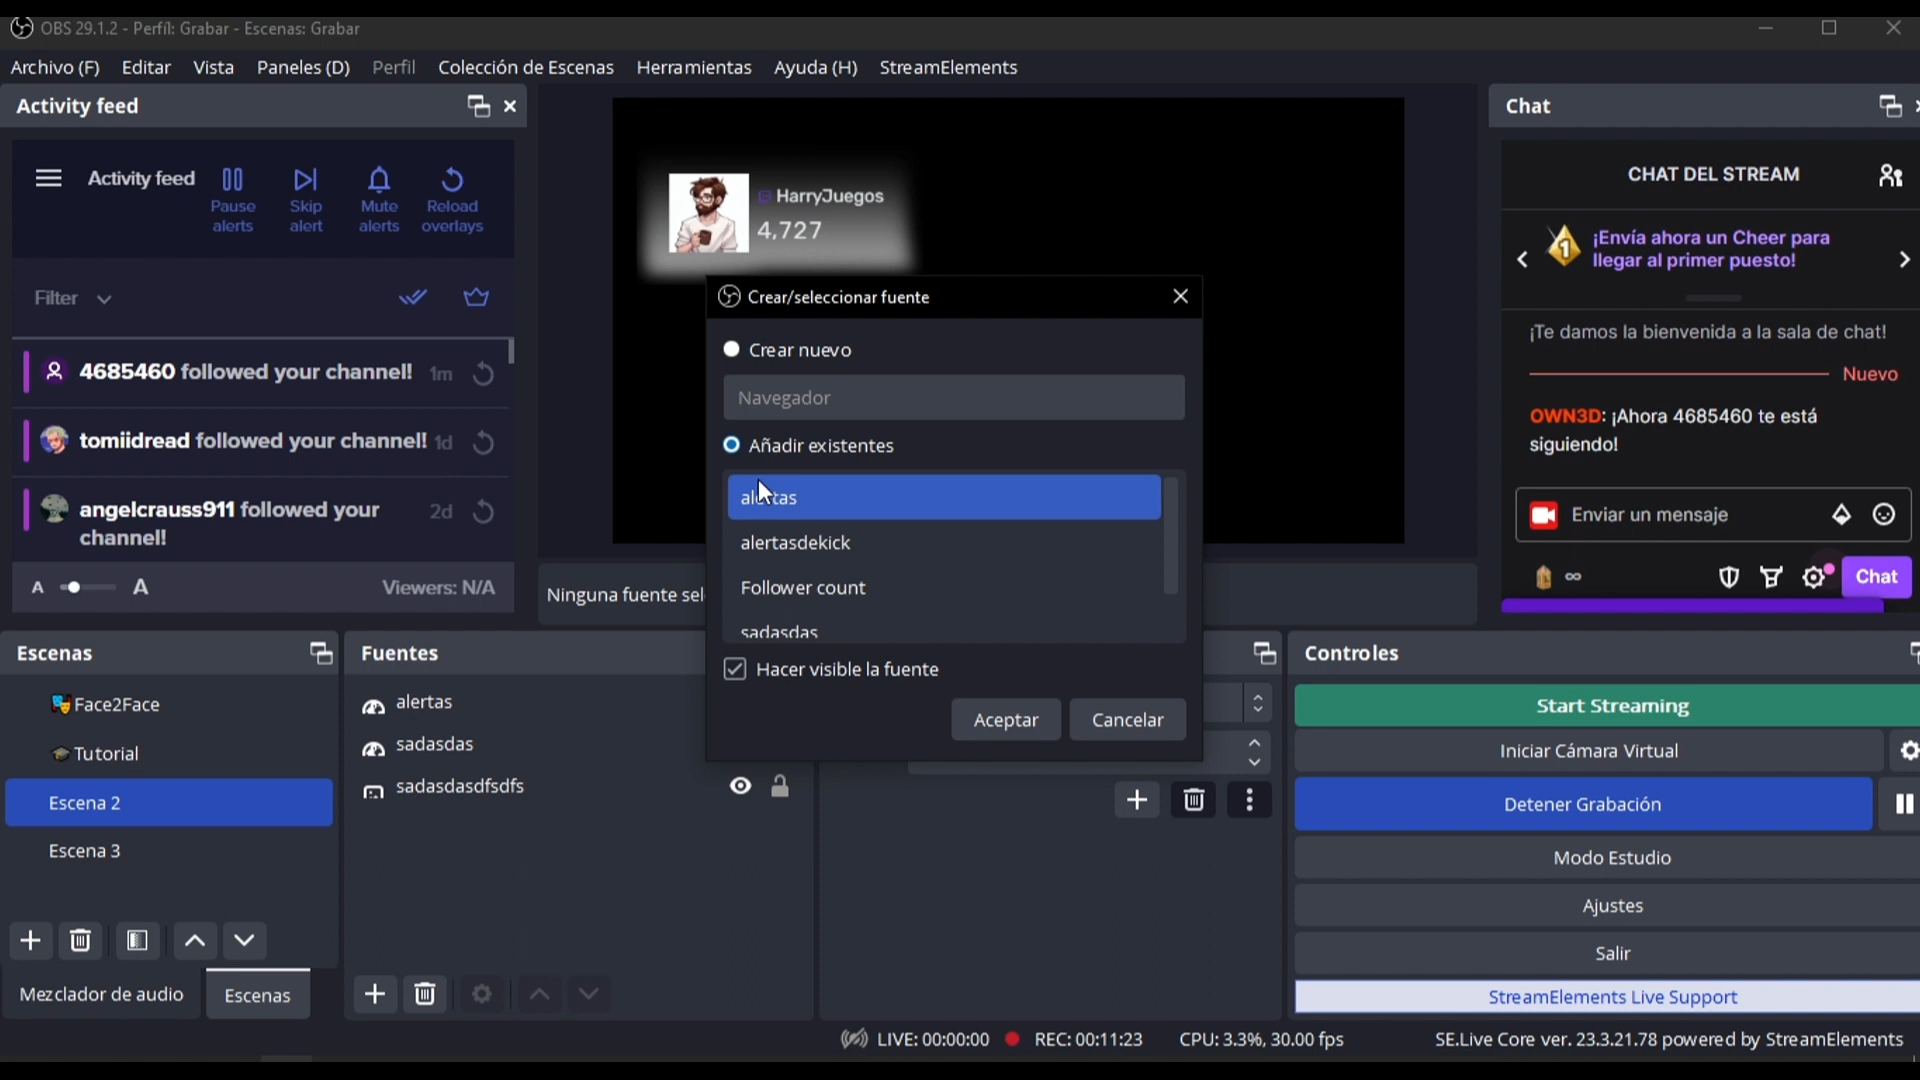 OBS 29.1.2 - Perfil: Grabar - Escenas: Grabar
Archivo (F) Editar Vista Paneles (D) Perfil Colección de Escenas Herramientas Ayuda (H) StreamElements
Activity feed
Activity feed
Pause alerts
Skip alert
Mute alerts
Reload overlays
Filter
4685460 followed your channel! 1m
tomiidread followed your channel! 1d
angelcrauss911 followed your 2d
channel!
A A Viewers: N/A
HarryJuegos
4,727
Ninguna fuente sel
Crear/seleccionar fuente
Crear nuevo
Navegador
Añadir existentes
alertas
alertasdekick
Follower count
sadasdas
Hacer visible la fuente
Aceptar Cancelar
Chat
CHAT DEL STREAM
1
¡Envía ahora un Cheer para
llegar al primer puesto!
¡Te damos la bienvenida a la sala de chat!
Nuevo
OWN3D: ¡Ahora 4685460 te está
siguiendo!
Enviar un mensaje
∞ Chat
Escenas
Face2Face
Tutorial
Escena 2
Escena 3
Mezclador de audio Escenas
Fuentes
alertas
sadasdas
sadasdasdfsdfs
Controles
Start Streaming
Iniciar Cámara Virtual
Detener Grabación
Modo Estudio
Ajustes
Salir
StreamElements Live Support
LIVE: 00:00:00 REC: 00:11:23 CPU: 3.3%, 30.00 fps SE.Live Core ver. 23.3.21.78 powered by StreamElements